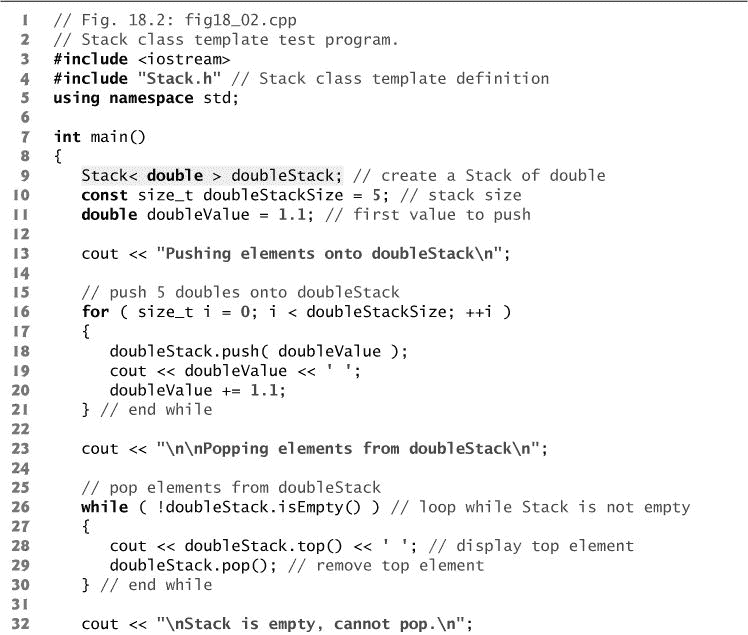 1 // Fig. 18.2: fig18_02.cpp
2 // Stack class template test program.
3 #include <iostream>
4 #include "Stack.h" // Stack class template definition
5 using namespace std;
6
7 int main()
8 {
9 Stack< double > doubleStack; // create a Stack of double
10 const size_t doubleStackSize = 5; // stack size
11 double doubleValue = 1.1; // first value to push
12
13 cout << "Pushing elements onto doubleStack\n";
14
15 // push 5 doubles onto doubleStack
16 for ( size_t i = 0; i < doubleStackSize; ++i )
17 {
18 doubleStack.push( doubleValue );
19 cout << doubleValue << ' ';
20 doubleValue += 1.1;
21 } // end while
22
23 cout << "\n\nPopping elements from doubleStack\n";
24
25 // pop elements from doubleStack
26 while ( !doubleStack.isEmpty() ) // loop while Stack is not empty
27 {
28 cout << doubleStack.top() << ' '; // display top element
29 doubleStack.pop(); // remove top element
30 } // end while
31
32 cout << "\nStack is empty, cannot pop.\n";